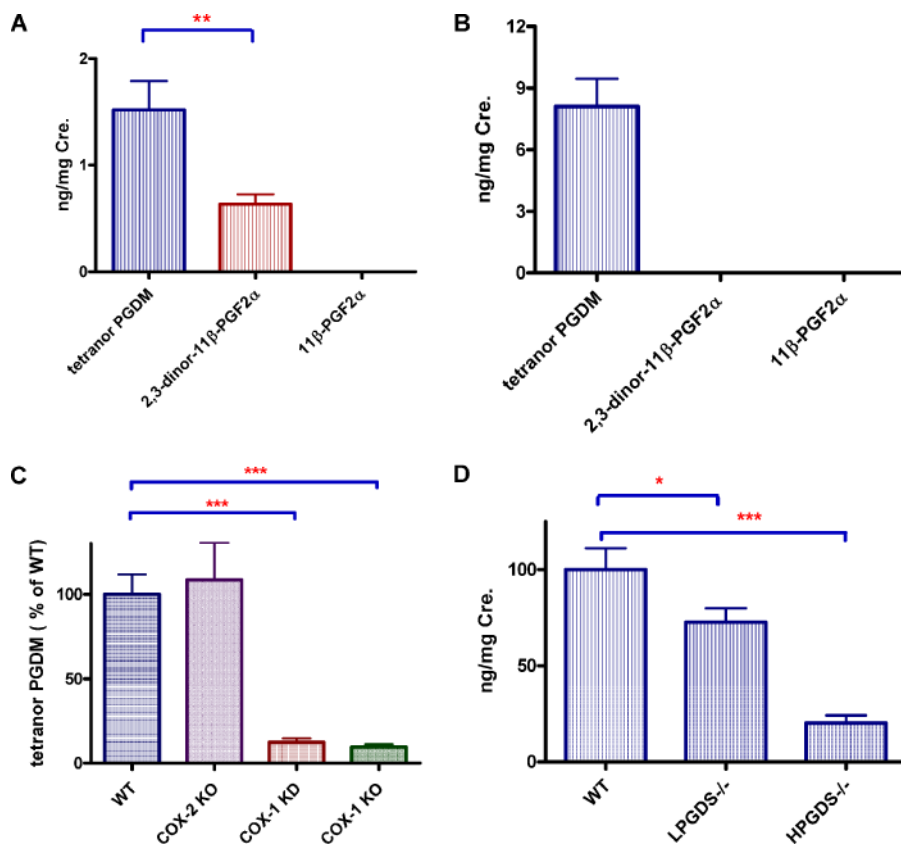 A
**
2
1
0
ng/mg Cre.
tetranor PGDM
2,3-dinor-11β-PGF2α
11β-PGF2α
B
12
9
6
3
0
ng/mg Cre.
tetranor PGDM
2,3-dinor-11β-PGF2α
11β-PGF2α
C
***
***
100
50
0
tetranor PGDM ( % of WT)
WT
COX-2 KO
COX-1 KD
COX-1 KO
D
*
***
100
50
0
ng/mg Cre.
WT
LPGDS-/-
HPGDS-/-